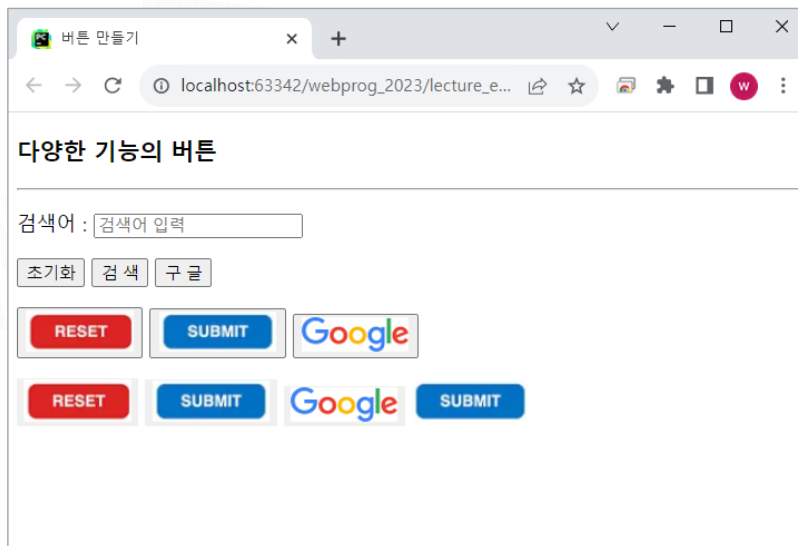 버튼 만들기
localhost:63342/webprog_2023/lecture_e...
W
다양한 기능의 버튼
검색어 : 검색어 입력
초기화 검 색 구 글
RESET SUBMIT Google
RESET SUBMIT Google SUBMIT